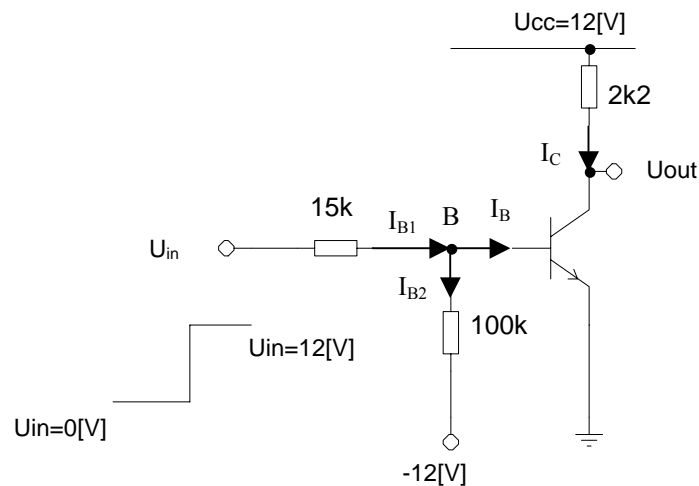 Ucc=12[V]
2k2
I_C
Uout
15k
I_B1
B
I_B
U_in
I_B2
100k
Uin=12[V]
Uin=0[V]
-12[V]